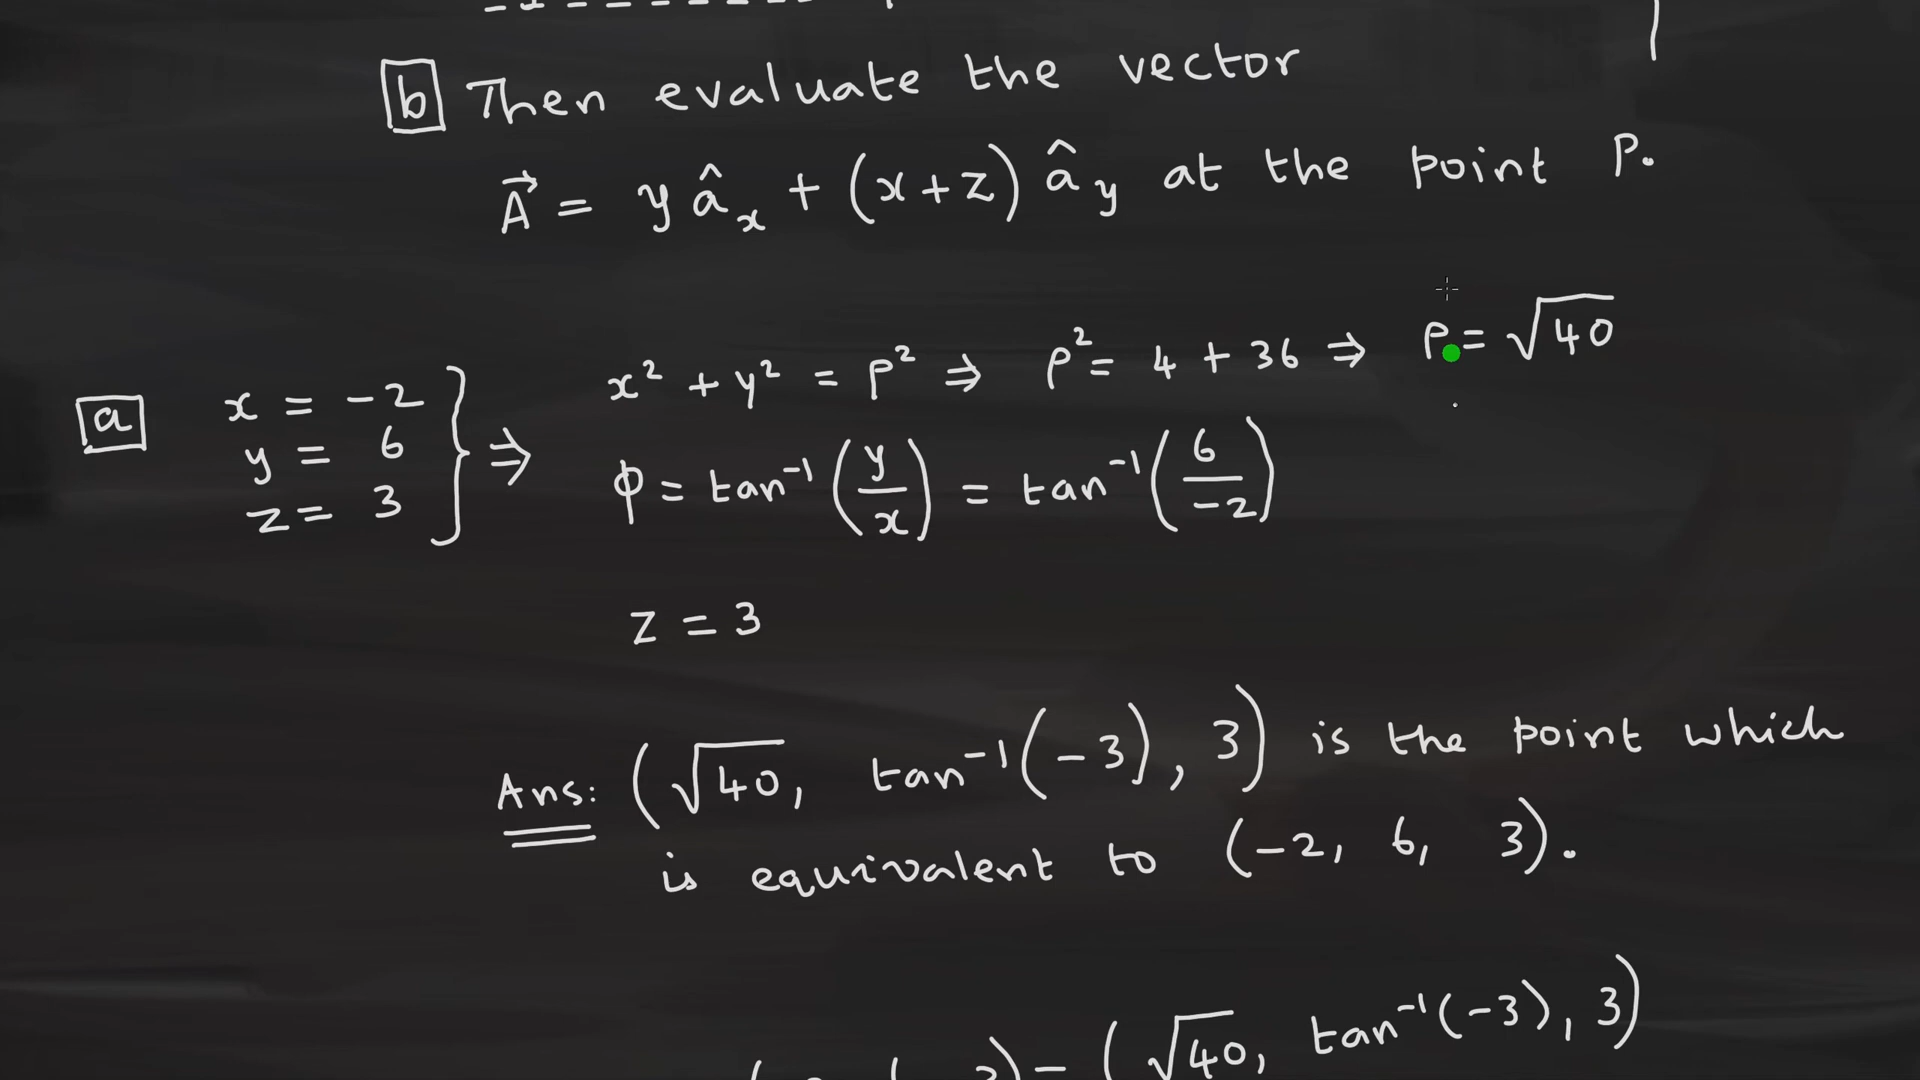 b Then evaluate the vector
A⃗ = y âₓ + (x+z) â_y at the point P.
x² + y² = ρ² ⇒ ρ² = 4 + 36 ⇒ ρ = √40
a x = -2
y = 6
z = 3 } ⇒
φ = tan⁻¹(y/x) = tan⁻¹(6/-2)
z = 3
Ans: (√40, tan⁻¹(-3), 3) is the point which
is equivalent to (-2, 6, 3).
(√40, tan⁻¹(-3), 3)